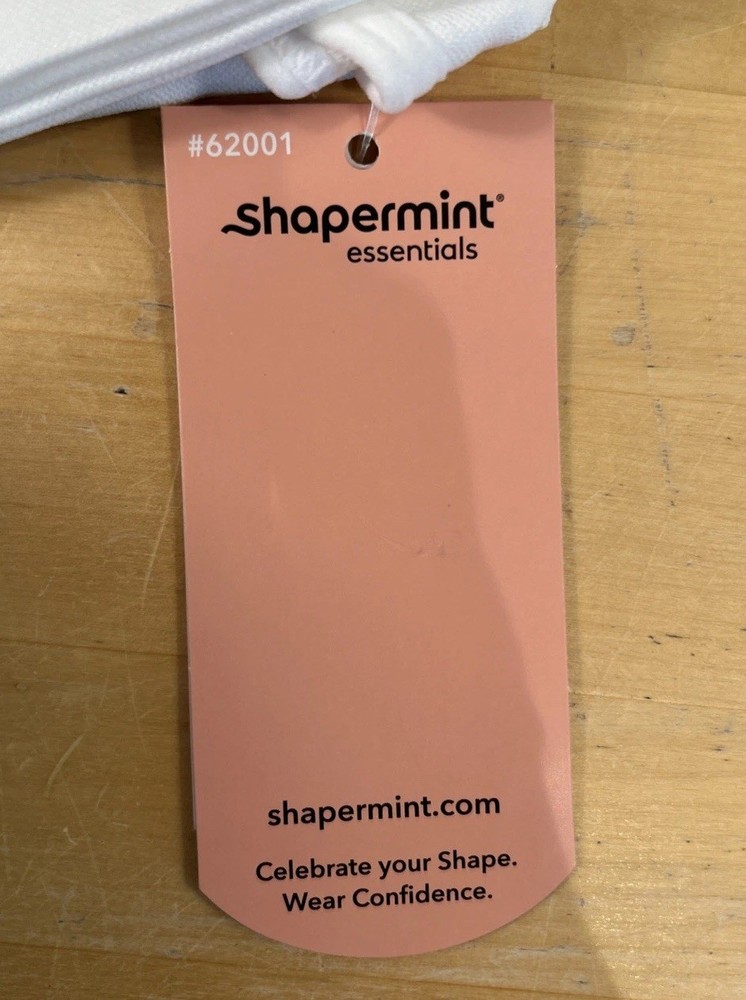 #62001
shapermint®
essentials
shapermint.com
Celebrate your Shape.
Wear Confidence.